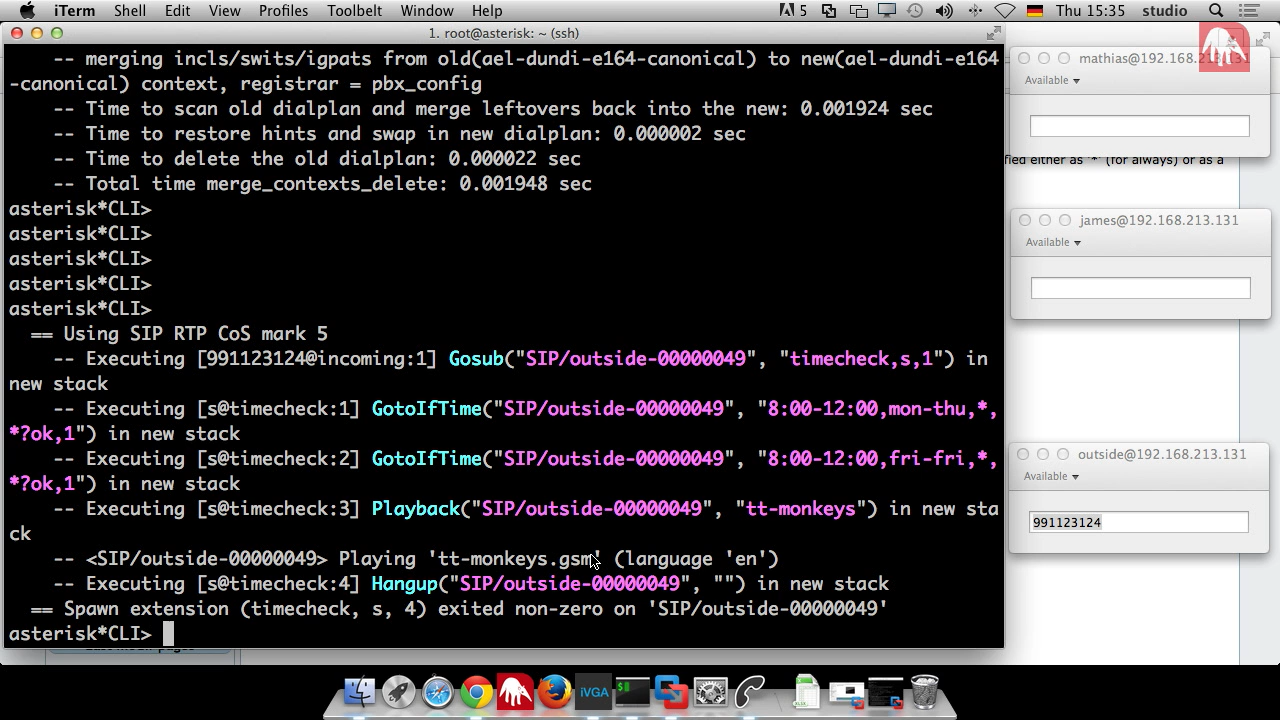 iTerm Shell Edit View Profiles Toolbelt Window Help 5 Thu 15:35 studio
1. root@asterisk: ~ (ssh)
-- merging incls/swits/igpats from old(ael-dundi-e164-canonical) to new(ael-dundi-e164
-canonical) context, registrar = pbx_config
-- Time to scan old dialplan and merge leftovers back into the new: 0.001924 sec
-- Time to restore hints and swap in new dialplan: 0.000002 sec
-- Time to delete the old dialplan: 0.000022 sec
-- Total time merge_contexts_delete: 0.001948 sec
asterisk*CLI>
asterisk*CLI>
asterisk*CLI>
asterisk*CLI>
asterisk*CLI>
== Using SIP RTP CoS mark 5
-- Executing [991123124@incoming:1] Gosub("SIP/outside-00000049", "timecheck,s,1") in
new stack
-- Executing [s@timecheck:1] GotoIfTime("SIP/outside-00000049", "8:00-12:00,mon-thu,*,
*?ok,1") in new stack
-- Executing [s@timecheck:2] GotoIfTime("SIP/outside-00000049", "8:00-12:00,fri-fri,*,
*?ok,1") in new stack
-- Executing [s@timecheck:3] Playback("SIP/outside-00000049", "tt-monkeys") in new sta
ck
-- <SIP/outside-00000049> Playing 'tt-monkeys.gsm' (language 'en')
-- Executing [s@timecheck:4] Hangup("SIP/outside-00000049", "") in new stack
== Spawn extension (timecheck, s, 4) exited non-zero on 'SIP/outside-00000049'
asterisk*CLI>
mathias@192.168.213.131
Available
fied either as '*' (for always) or as a
james@192.168.213.131
Available
outside@192.168.213.131
Available
991123124
iVGA
XLSX